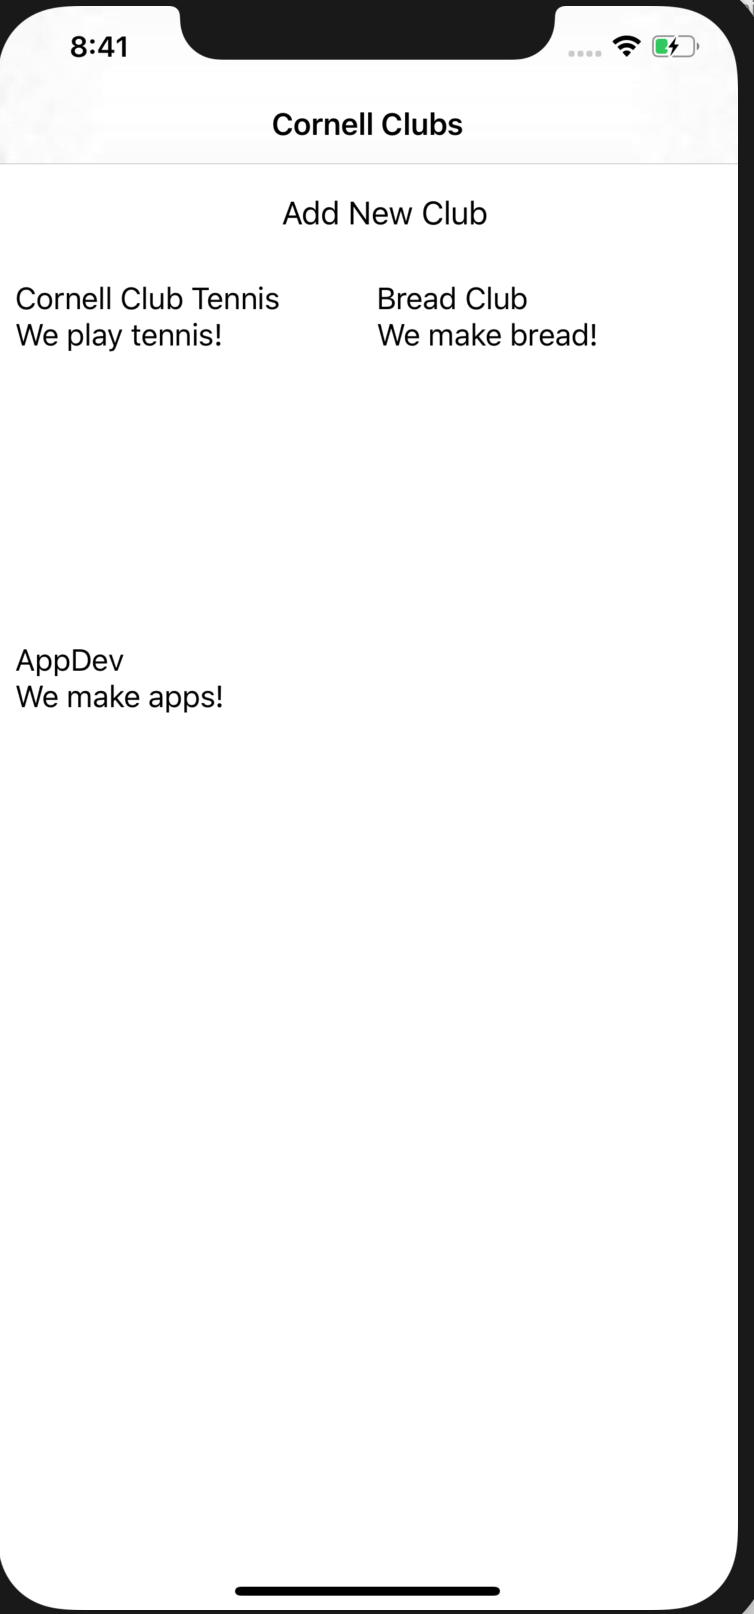 8:41
Cornell Clubs
Add New Club
Cornell Club Tennis
We play tennis!
Bread Club
We make bread!
AppDev
We make apps!